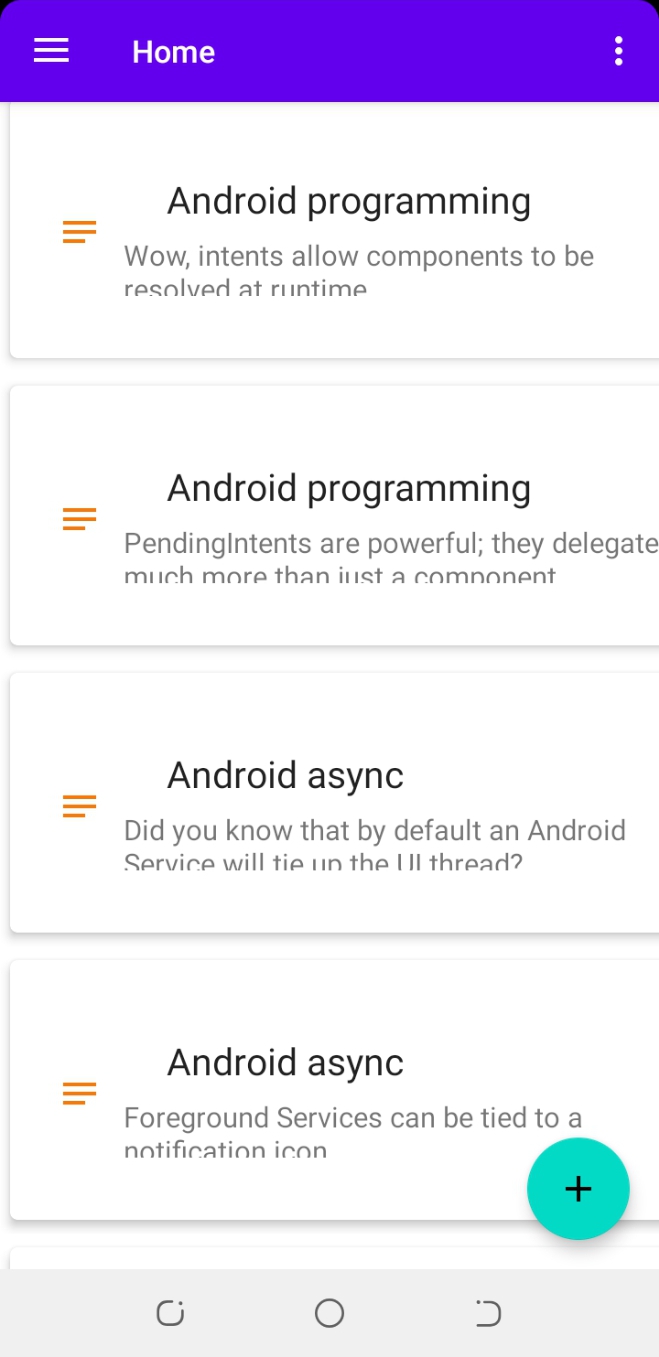 Home
Android programming
Wow, intents allow components to be
resolved at runtime
Android programming
PendingIntents are powerful; they delegate
much more than just a component
Android async
Did you know that by default an Android
Service will tie up the UI thread?
Android async
Foreground Services can be tied to a
notification icon